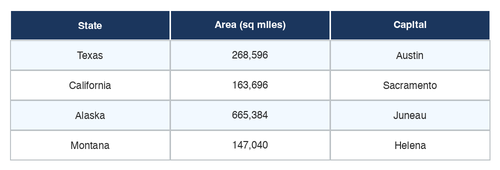 State Area (sq miles) Capital
Texas 268,596 Austin
California 163,696 Sacramento
Alaska 665,384 Juneau
Montana 147,040 Helena